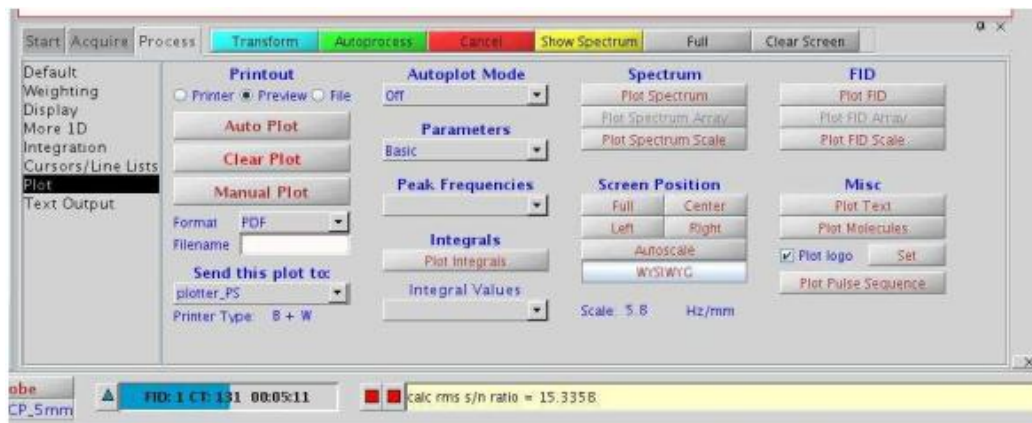 Start Acquire Process Transform Autoprocess Cancel Show Spectrum Full Clear Screen
Default
Weighting
Display
More 1D
Integration
Cursors/Line Lists
Plot
Text Output
Printout
Printer Preview File
Auto Plot
Clear Plot
Manual Plot
Format PDF
Filename
Send this plot to:
plotter_PS
Printer Type: B + W
Autoplot Mode
Off
Parameters
Basic
Peak Frequencies
Integrals
Plot Integrals
Integral Values
Spectrum
Plot Spectrum
Plot Spectrum Array
Plot Spectrum Scale
Screen Position
Full Center
Left Right
Autoscale
WYSIWYG
Scale: 5.8 Hz/mm
FID
Plot FID
Plot FID Array
Plot FID Scale
Misc
Plot Text
Plot Molecules
Plot logo Set
Plot Pulse Sequence
obe
CP_5mm
FID: 1 CT: 131 00:05:11
calc rms s/n ratio = 15.3358